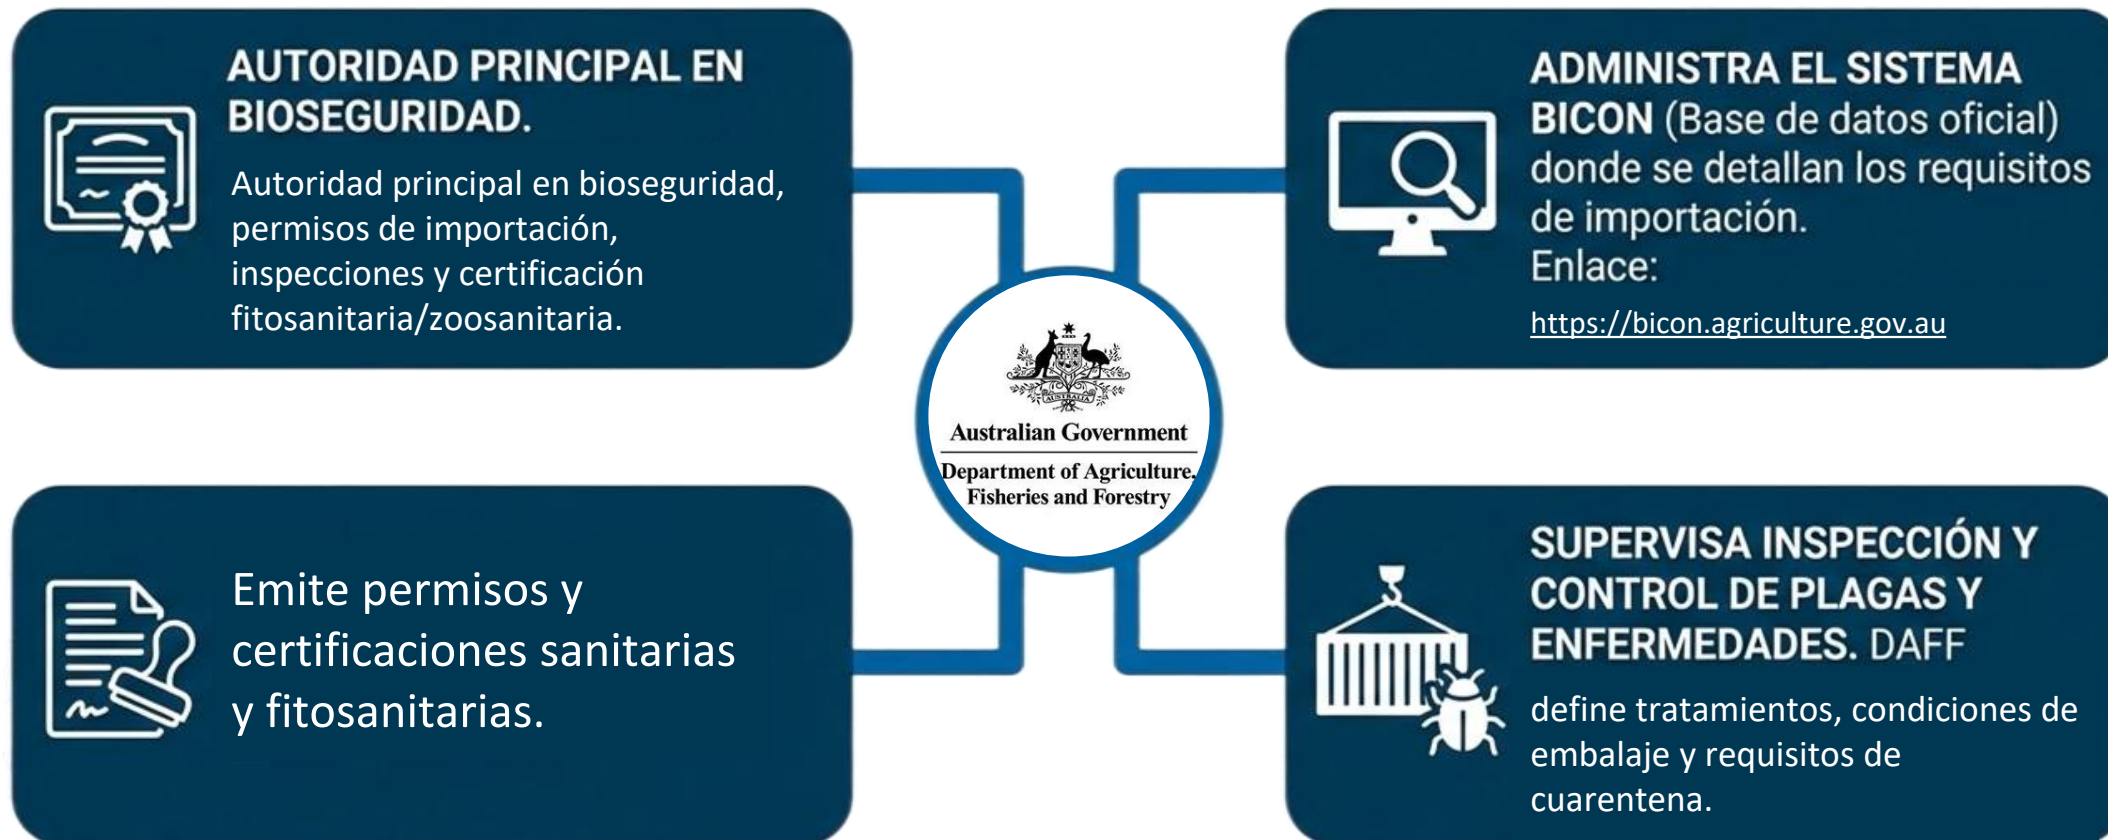 AUTORIDAD PRINCIPAL EN
BIOSEGURIDAD.
Autoridad principal en bioseguridad,
permisos de importación,
inspecciones y certificación
fitosanitaria/zoosanitaria.
ADMINISTRA EL SISTEMA
BICON (Base de datos oficial)
donde se detallan los requisitos
de importación.
Enlace:
https://bicon.agriculture.gov.au
AUSTRALIA
Australian Government
Department of Agriculture,
Fisheries and Forestry
Emite permisos y
certificaciones sanitarias
y fitosanitarias.
SUPERVISA INSPECCIÓN Y
CONTROL DE PLAGAS Y
ENFERMEDADES. DAFF
define tratamientos, condiciones de
embalaje y requisitos de
cuarentena.